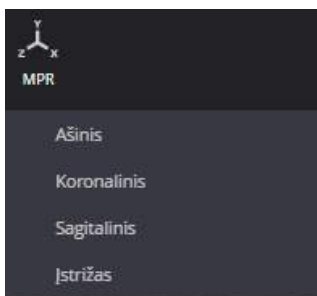 Y
Z X
MPR
Ašinis
Koronalinis
Sagitalinis
Įstrižas